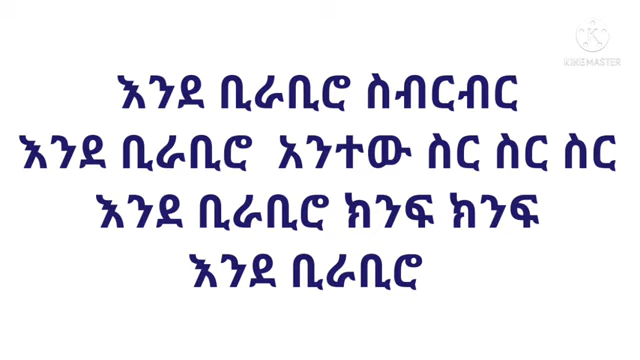 KINEMASTER
እንደ ቢራቢሮ ስብርብር
እንደ ቢራቢሮ አንተው ስር ስር ስር
እንደ ቢራቢሮ ክንፍ ክንፍ
እንደ ቢራቢሮ